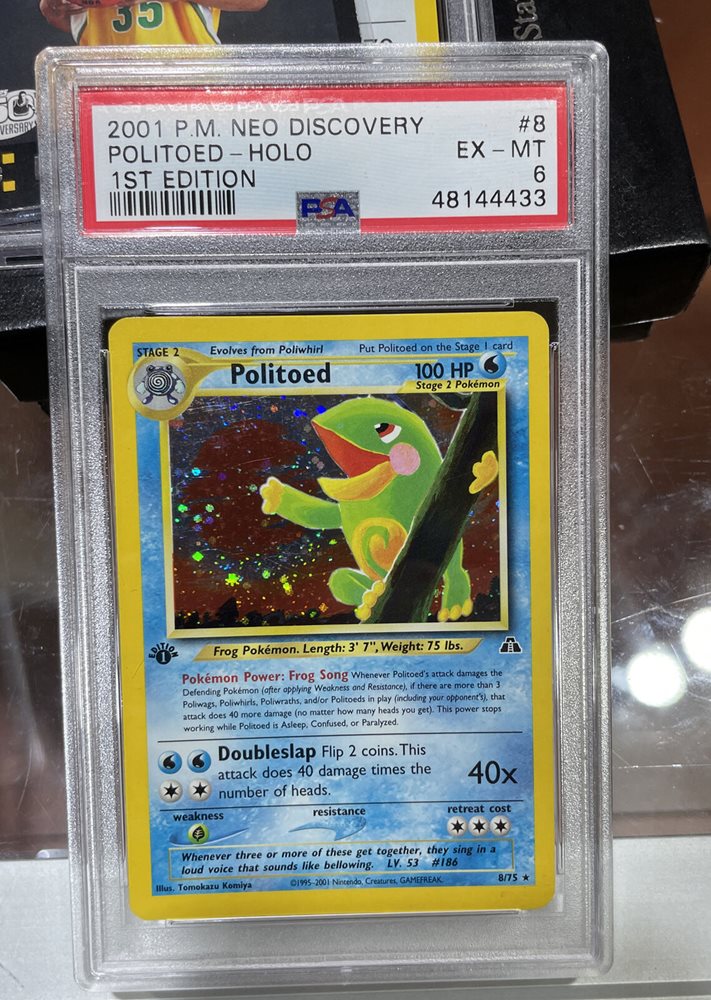 35
Sta
VERSARY
2001 P.M. NEO DISCOVERY #8
POLITOED - HOLO EX - MT
1ST EDITION 6
PSA 48144433
STAGE 2 Evolves from Poliwhirl Put Politoed on the Stage 1 card
Politoed 100 HP
Stage 2 Pokémon
EDITION 1
Frog Pokémon. Length: 3' 7", Weight: 75 lbs.
Pokémon Power: Frog Song Whenever Politoed's attack damages the
Defending Pokémon (after applying Weakness and Resistance), if there are more than 3
Poliwags, Poliwhirls, Poliwraths, and/or Politoeds in play (including your opponent's), that
attack does 40 more damage (no matter how many heads you get). This power stops
working while Politoed is Asleep, Confused, or Paralyzed.
Doubleslap Flip 2 coins. This
attack does 40 damage times the 40x
number of heads.
weakness resistance retreat cost
Whenever three or more of these get together, they sing in a
loud voice that sounds like bellowing. LV. 53 #186
Illus. Tomokazu Komiya ©1995-2001 Nintendo, Creatures, GAMEFREAK. 8/75 ★